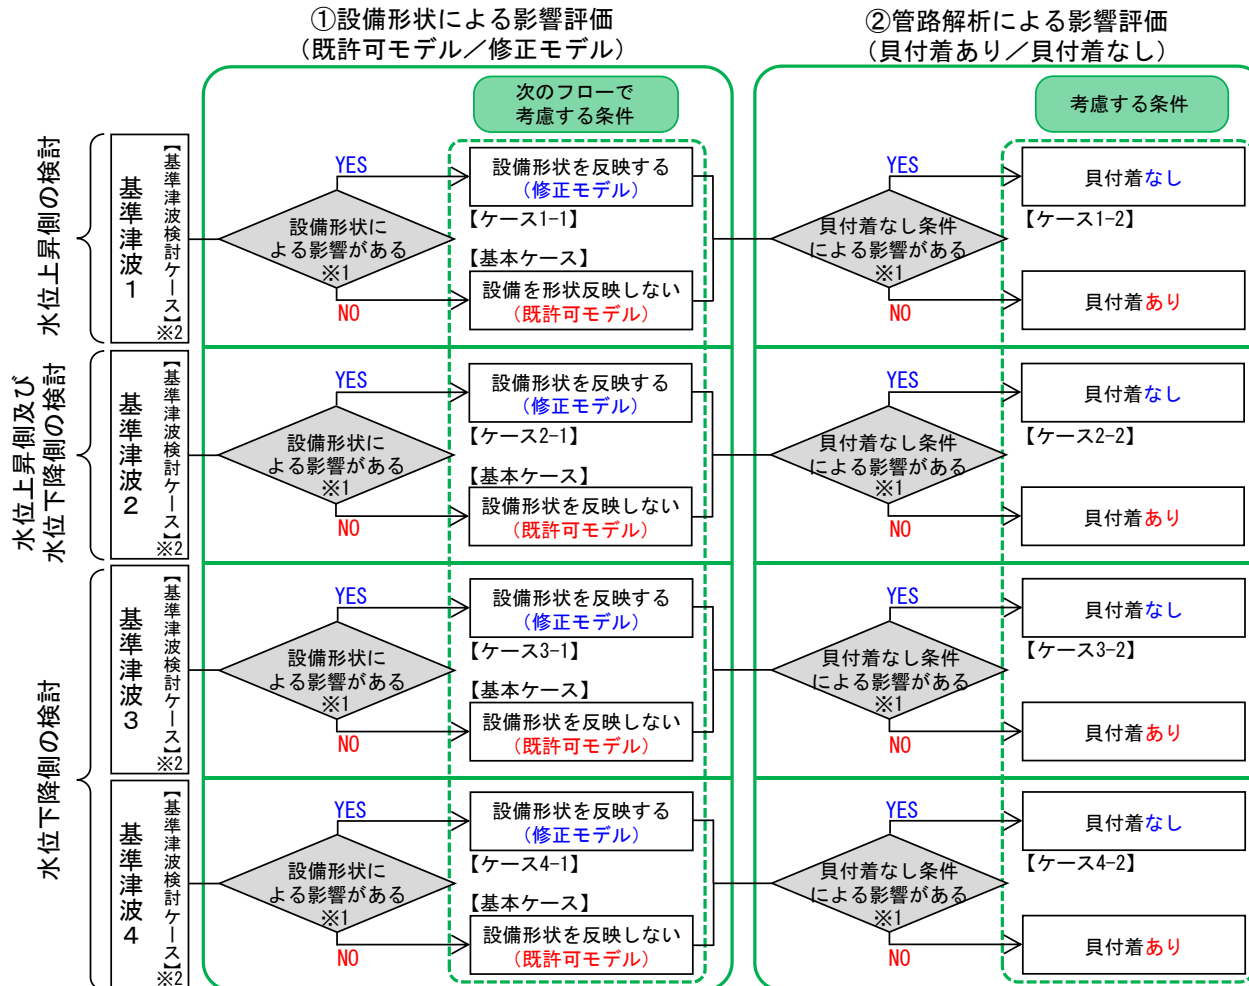 ①設備形状による影響評価
（既許可モデル／修正モデル）
②管路解析による影響評価
（貝付着あり／貝付着なし）
次のフローで
考慮する条件
考慮する条件
水位上昇側の検討
基準津波1
【基準津波検討ケース】※2
設備形状に
よる影響がある
※1
YES
設備形状を反映する
（修正モデル）
【ケース1-1】
【基本ケース】
設備を形状反映しない
（既許可モデル）
NO
貝付着なし条件
による影響がある
※1
YES
貝付着なし
【ケース1-2】
NO
貝付着あり
水位上昇側及び
水位下降側の検討
基準津波2
【基準津波検討ケース】※2
設備形状に
よる影響がある
※1
YES
設備形状を反映する
（修正モデル）
【ケース2-1】
【基本ケース】
設備形状を反映しない
（既許可モデル）
NO
貝付着なし条件
による影響がある
※1
YES
貝付着なし
【ケース2-2】
NO
貝付着あり
水位下降側の検討
基準津波3
【基準津波検討ケース】※2
設備形状に
よる影響がある
※1
YES
設備形状を反映する
（修正モデル）
【ケース3-1】
【基本ケース】
設備形状を反映しない
（既許可モデル）
NO
貝付着なし条件
による影響がある
※1
YES
貝付着なし
【ケース3-2】
NO
貝付着あり
基準津波4
【基準津波検討ケース】※2
設備形状に
よる影響がある
※1
YES
設備形状を反映する
（修正モデル）
【ケース4-1】
【基本ケース】
設備形状を反映しない
（既許可モデル）
NO
貝付着なし条件
による影響がある
※1
YES
貝付着なし
【ケース4-2】
NO
貝付着あり